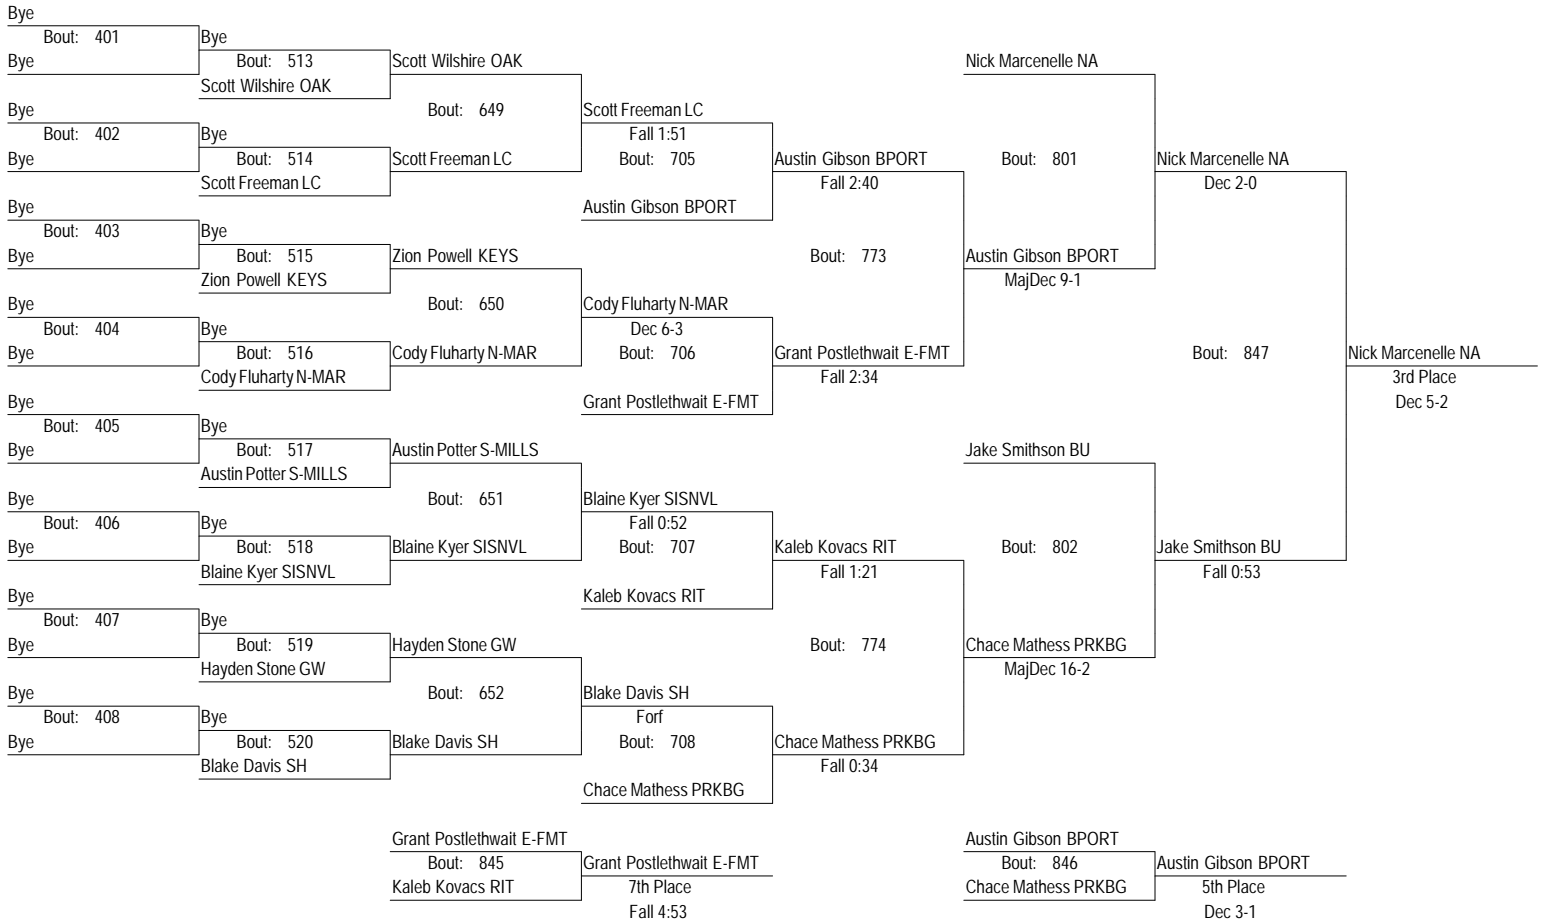 Bye
Bout: 401 Bye
Bye Bout: 513 Scott Wilshire OAK Nick Marcenelle NA
Scott Wilshire OAK
Bye Bout: 649 Scott Freeman LC
Bout: 402 Bye Fall 1:51
Bye Bout: 514 Scott Freeman LC Bout: 705 Austin Gibson BPORT Bout: 801 Nick Marcenelle NA
Scott Freeman LC Fall 2:40 Dec 2-0
Bye Austin Gibson BPORT
Bout: 403 Bye
Bye Bout: 515 Zion Powell KEYS Bout: 773 Austin Gibson BPORT
Zion Powell KEYS MajDec 9-1
Bye Bout: 650 Cody Fluharty N-MAR
Bout: 404 Bye Dec 6-3
Bye Bout: 516 Cody Fluharty N-MAR Bout: 706 Grant Postlethwait E-FMT Bout: 847 Nick Marcenelle NA
Cody Fluharty N-MAR Fall 2:34 3rd Place
Bye Grant Postlethwait E-FMT Dec 5-2
Bout: 405 Bye
Bye Bout: 517 Austin Potter S-MILLS Jake Smithson BU
Austin Potter S-MILLS
Bye Bout: 651 Blaine Kyer SISNVL
Bout: 406 Bye Fall 0:52
Bye Bout: 518 Blaine Kyer SISNVL Bout: 707 Kaleb Kovacs RIT Bout: 802 Jake Smithson BU
Blaine Kyer SISNVL Fall 1:21 Fall 0:53
Bye Kaleb Kovacs RIT
Bout: 407 Bye
Bye Bout: 519 Hayden Stone GW Bout: 774 Chace Mathess PRKBG
Hayden Stone GW MajDec 16-2
Bye Bout: 652 Blake Davis SH
Bout: 408 Bye Forf
Bye Bout: 520 Blake Davis SH Bout: 708 Chace Mathess PRKBG
Blake Davis SH Fall 0:34
Chace Mathess PRKBG
Grant Postlethwait E-FMT Austin Gibson BPORT
Bout: 845 Grant Postlethwait E-FMT Bout: 846 Austin Gibson BPORT
Kaleb Kovacs RIT 7th Place Chace Mathess PRKBG 5th Place
Fall 4:53 Dec 3-1